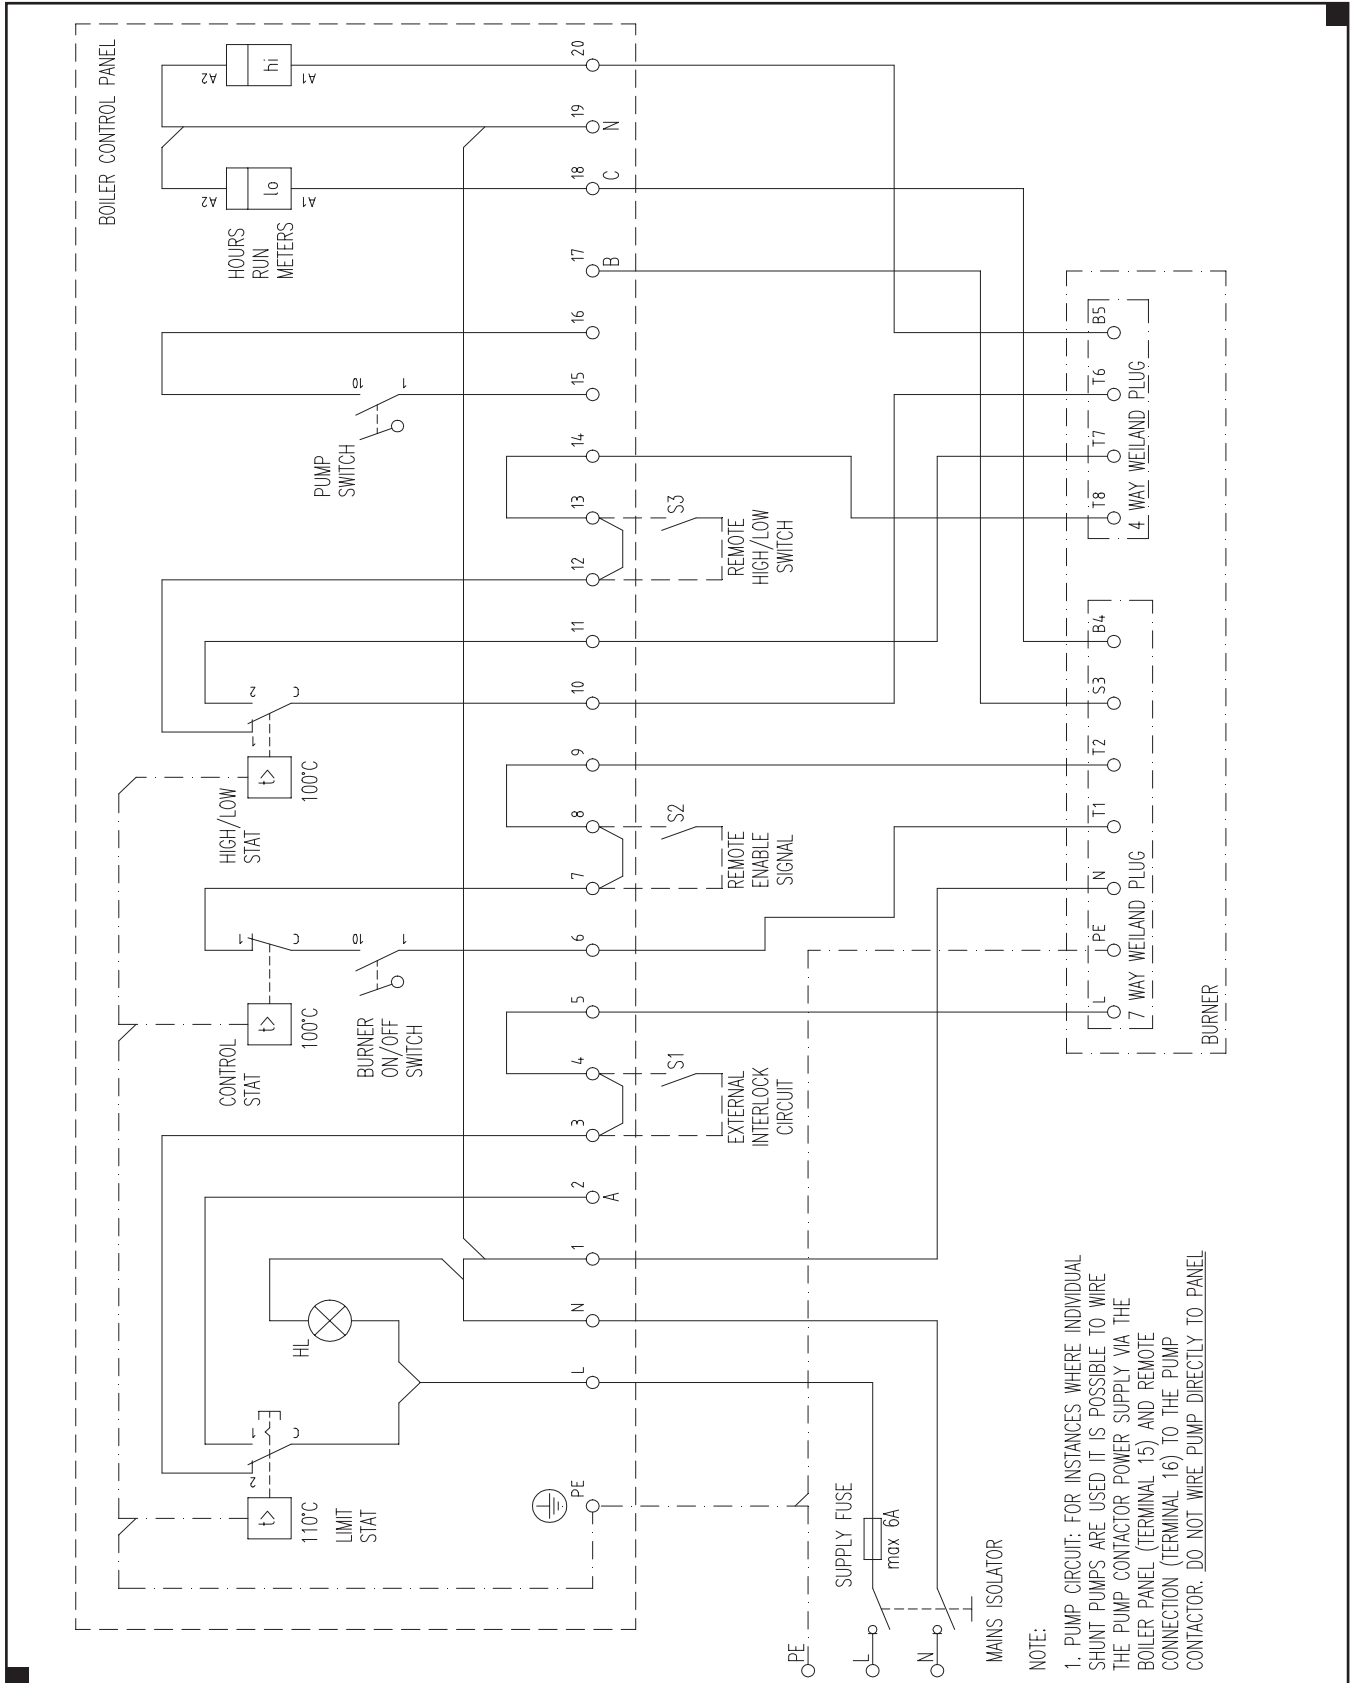 BOILER CONTROL PANEL
A2
hi
A1
20
19
N
A2
lo
A1
18
C
HOURS
RUN
METERS
17
B
16
10
1
15
PUMP
SWITCH
14
13
S3
12
REMOTE
HIGH/LOW
SWITCH
11
2
C
10
1
t>
100°C
HIGH/LOW
STAT
9
8
S2
7
REMOTE
ENABLE
SIGNAL
1
C
10
1
6
t>
100°C
CONTROL
STAT
BURNER
ON/OFF
SWITCH
5
4
S1
3
EXTERNAL
INTERLOCK
CIRCUIT
2
A
1
HL
N
L
1
C
2
t>
110°C
LIMIT
STAT
PE
B5
T6
T7
T8
4 WAY WEILAND PLUG
B4
S3
T2
T1
N
PE
L
7 WAY WEILAND PLUG
BURNER
SUPPLY FUSE
max 6A
PE
L
N
MAINS ISOLATOR
NOTE:
1. PUMP CIRCUIT: FOR INSTANCES WHERE INDIVIDUAL
SHUNT PUMPS ARE USED IT IS POSSIBLE TO WIRE
THE PUMP CONTACTOR POWER SUPPLY VIA THE
BOILER PANEL (TERMINAL 15) AND REMOTE
CONNECTION (TERMINAL 16) TO THE PUMP
CONTACTOR. DO NOT WIRE PUMP DIRECTLY TO PANEL